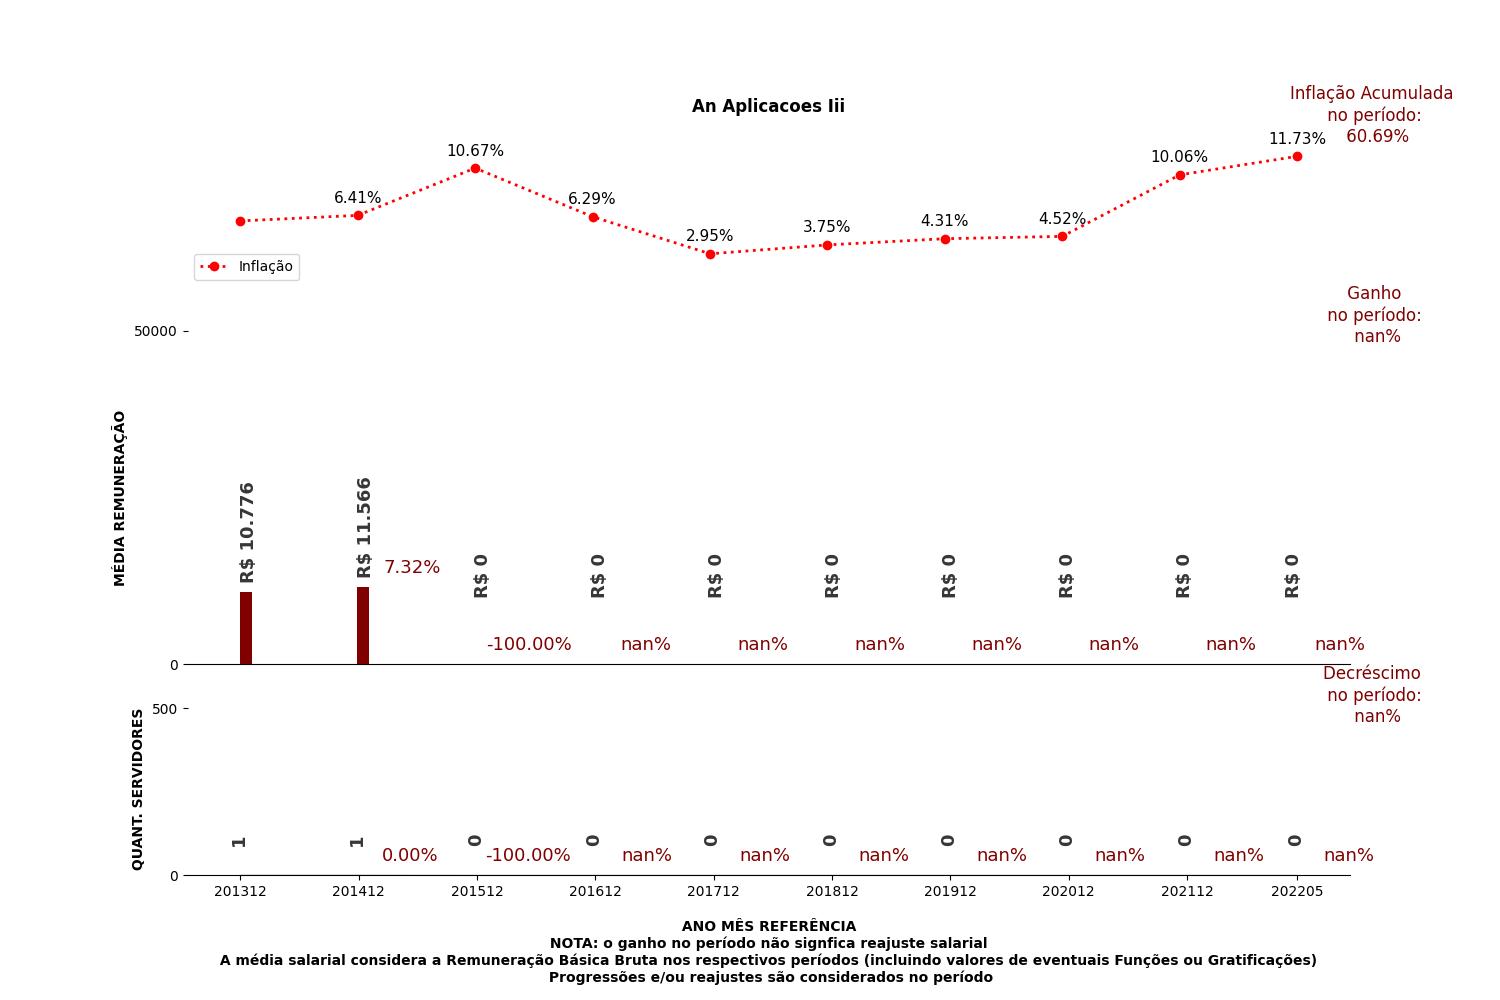 An Aplicacoes Iii
Inflação Acumulada
no período:
60.69%
6.41%
10.67%
6.29%
2.95%
3.75%
4.31%
4.52%
10.06%
11.73%
Inflação
Ganho
no período:
nan%
MÉDIA REMUNERAÇÃO
50000
0
R$ 10.776
R$ 11.566
R$ 0
R$ 0
R$ 0
R$ 0
R$ 0
R$ 0
R$ 0
R$ 0
7.32%
-100.00%
nan%
nan%
nan%
nan%
nan%
nan%
nan%
Decréscimo
no período:
nan%
QUANT. SERVIDORES
500
0
1
1
0
0
0
0
0
0
0
0
0.00%
-100.00%
nan%
nan%
nan%
nan%
nan%
nan%
nan%
201312
201412
201512
201612
201712
201812
201912
202012
202112
202205
ANO MÊS REFERÊNCIA
NOTA: o ganho no período não signfica reajuste salarial
A média salarial considera a Remuneração Básica Bruta nos respectivos períodos (incluindo valores de eventuais Funções ou Gratificações)
Progressões e/ou reajustes são considerados no período